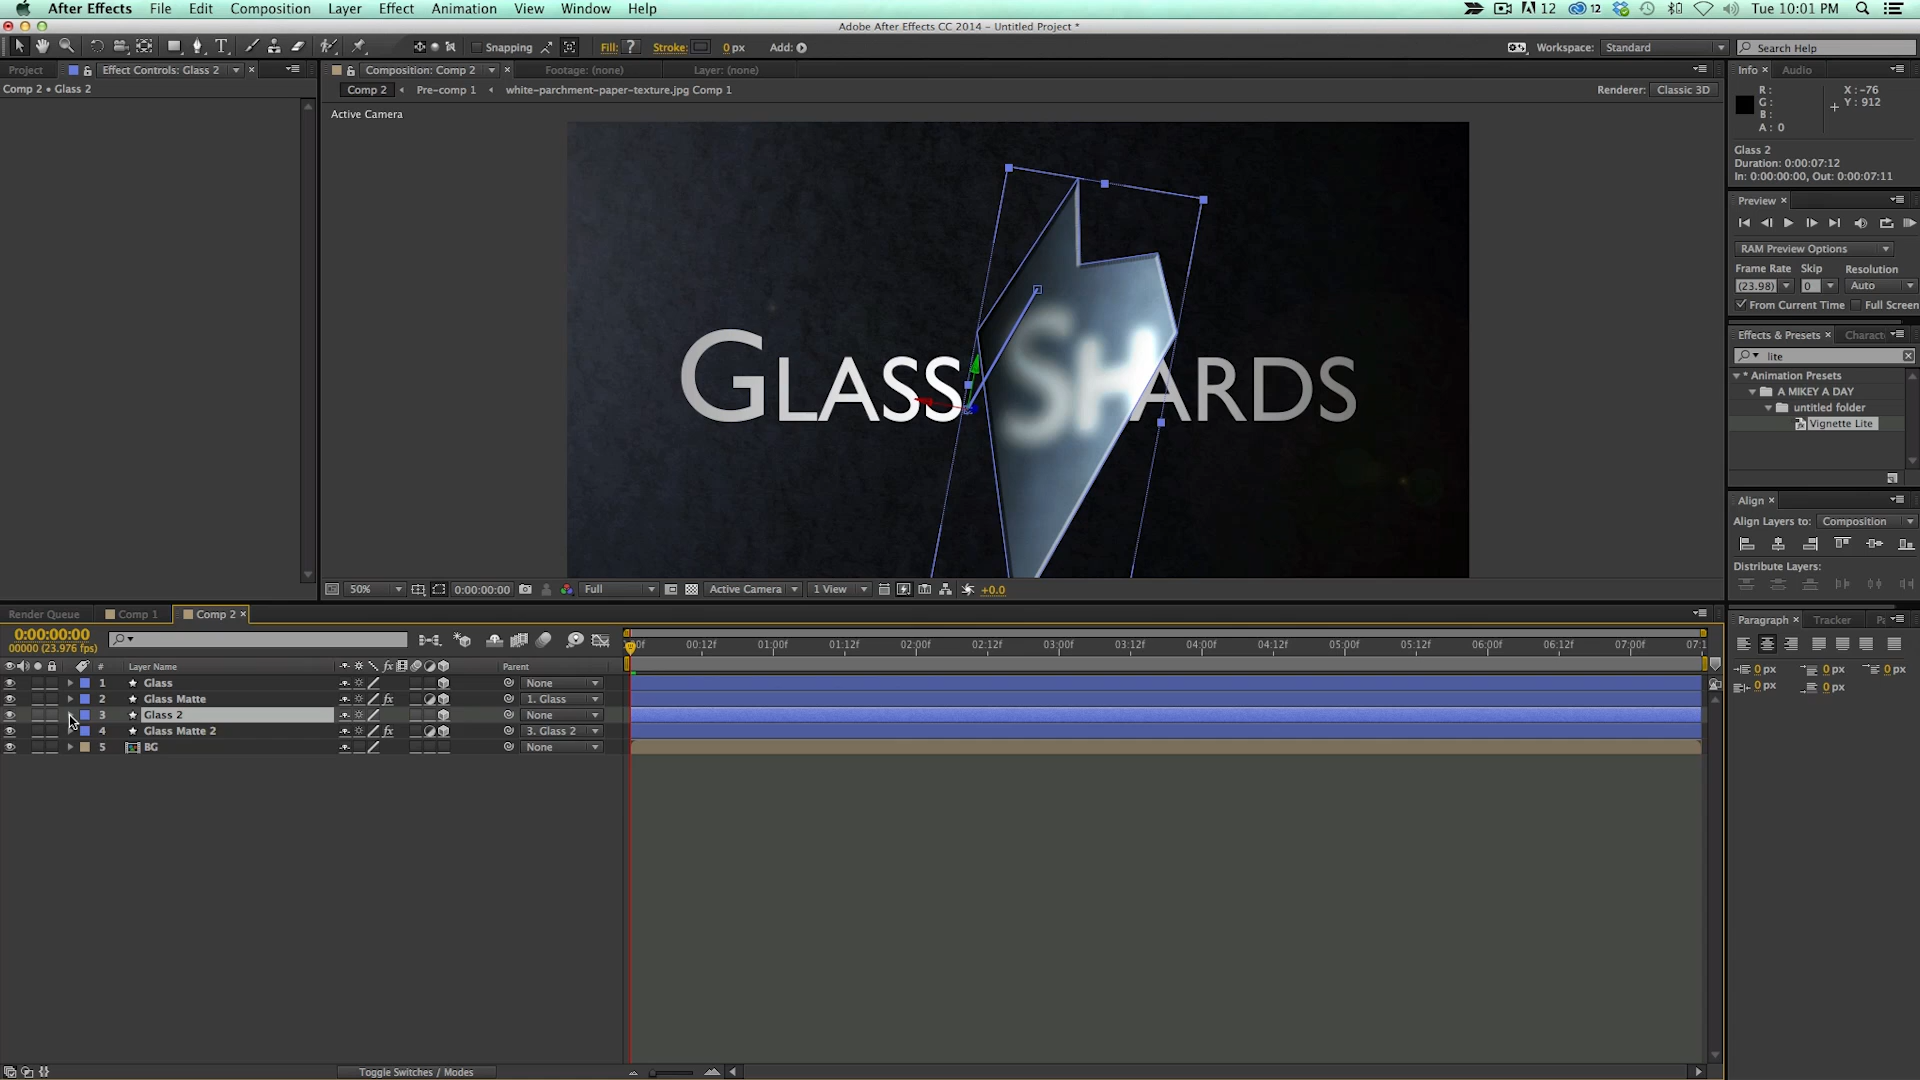 After Effects File Edit Composition Layer Effect Animation View Window Help 12 12 Tue 10:01 PM
Adobe After Effects CC 2014 – Untitled Project *
Snapping Fill: ? Stroke: 0 px Add: Workspace: Standard Search Help
Project Effect Controls: Glass 2 Composition: Comp 2 Footage: (none) Layer: (none) Info Audio
Comp 2 • Glass 2
Comp 2 Pre-comp 1 white-parchment-paper-texture.jpg Comp 1 Renderer: Classic 3D
Active Camera
R: G: B: A: 0
X: -76
Y: 912
Glass 2
Duration: 0:00:07:12
In: 0:00:00:00, Out: 0:00:07:11
Preview
RAM Preview Options
Frame Rate Skip Resolution
(23.98) 0 Auto
From Current Time Full Screen
Effects & Presets Charact
lite
* Animation Presets
A MIKEY A DAY
untitled folder
Vignette Lite
GLASS SHARDS
Align
Align Layers to: Composition
Distribute Layers:
50% 0:00:00:00 Full Active Camera 1 View +0.0
Render Queue Comp 1 Comp 2
0:00:00:00
00000 (23.976 fps)
00f 00:12f 01:00f 01:12f 02:00f 02:12f 03:00f 03:12f 04:00f 04:12f 05:00f 05:12f 06:00f 06:12f 07:00f 07:1
# Layer Name fx Parent
1 Glass None
2 Glass Matte fx 1. Glass
3 Glass 2 None
4 Glass Matte 2 fx 3. Glass 2
5 BG None
Paragraph Tracker
0 px 0 px 0 px
0 px 0 px
Toggle Switches / Modes